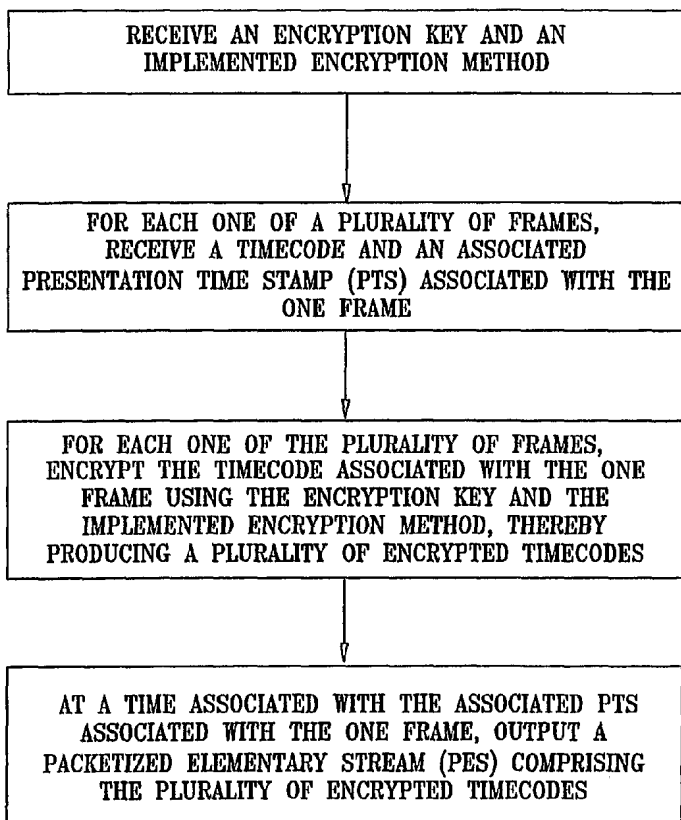 RECEIVE AN ENCRYPTION KEY AND AN
IMPLEMENTED ENCRYPTION METHOD
FOR EACH ONE OF A PLURALITY OF FRAMES,
RECEIVE A TIMECODE AND AN ASSOCIATED
PRESENTATION TIME STAMP (PTS) ASSOCIATED WITH THE
ONE FRAME
FOR EACH ONE OF THE PLURALITY OF FRAMES,
ENCRYPT THE TIMECODE ASSOCIATED WITH THE ONE
FRAME USING THE ENCRYPTION KEY AND THE
IMPLEMENTED ENCRYPTION METHOD, THEREBY
PRODUCING A PLURALITY OF ENCRYPTED TIMECODES
AT A TIME ASSOCIATED WITH THE ASSOCIATED PTS
ASSOCIATED WITH THE ONE FRAME, OUTPUT A
PACKETIZED ELEMENTARY STREAM (PES) COMPRISING
THE PLURALITY OF ENCRYPTED TIMECODES